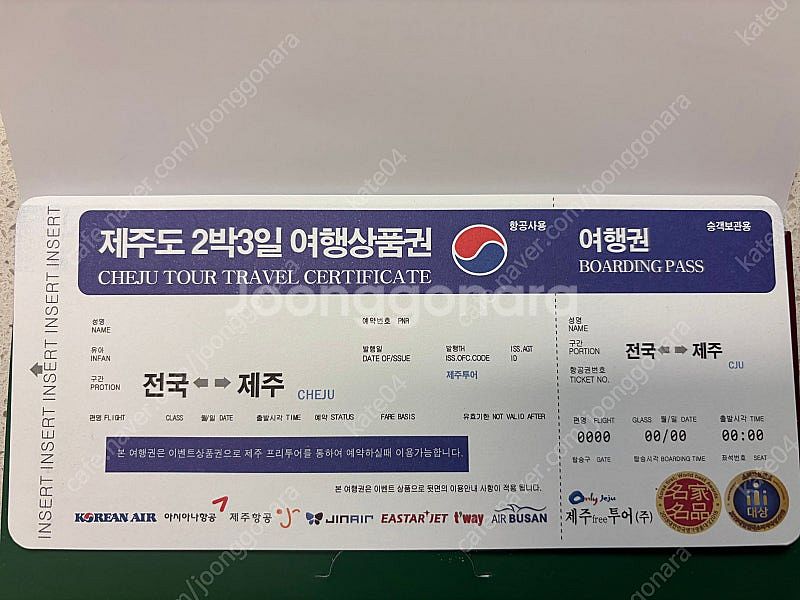 제주도 2박3일 여행상품권
CHEJU TOUR TRAVEL CERTIFICATE
항공사용
여행권
BOARDING PASS
승객보관용
INSERT INSERT INSERT INSERT INSERT INSERT
성명
NAME
예약번호 PNR
유아
INFAN
발행일
DATE OF/ISSUE
발행TH
ISS.OFC.CODE
ISS.AGT
ID
제주투어
구간
PROTION
전국 제주 CHEJU
편명 FLIGHT CLASS 월/일 DATE 출발시각 TIME 예약 STATUS FARE BASIS 유효기한 NOT VALID AFTER
본 여행권은 이벤트상품권으로 제주 프리투어를 통하여 예약하실때 이용가능합니다.
본 여행권은 이벤트 상품으로 뒷면의 이용안내 사항이 적용 됩니다.
KOREAN AIR 아시아나항공 제주항공 JINAIR EASTAR JET t'way AIR BUSAN
성명
NAME
구간
PORTION
전국 제주
CJU
항공권번호
TICKET NO.
편명 FLIGHT GLASS 월/일 DATE 출발시각 TIME
0000 00/00 00:00
탑승구 GATE 탑승시각 BOARDING TIME 좌석번호 SEAT
Only Jeju
제주free투어(주)
名家
名品
대상
Joonggonara
cafe.naver.com/joonggonara
kate04